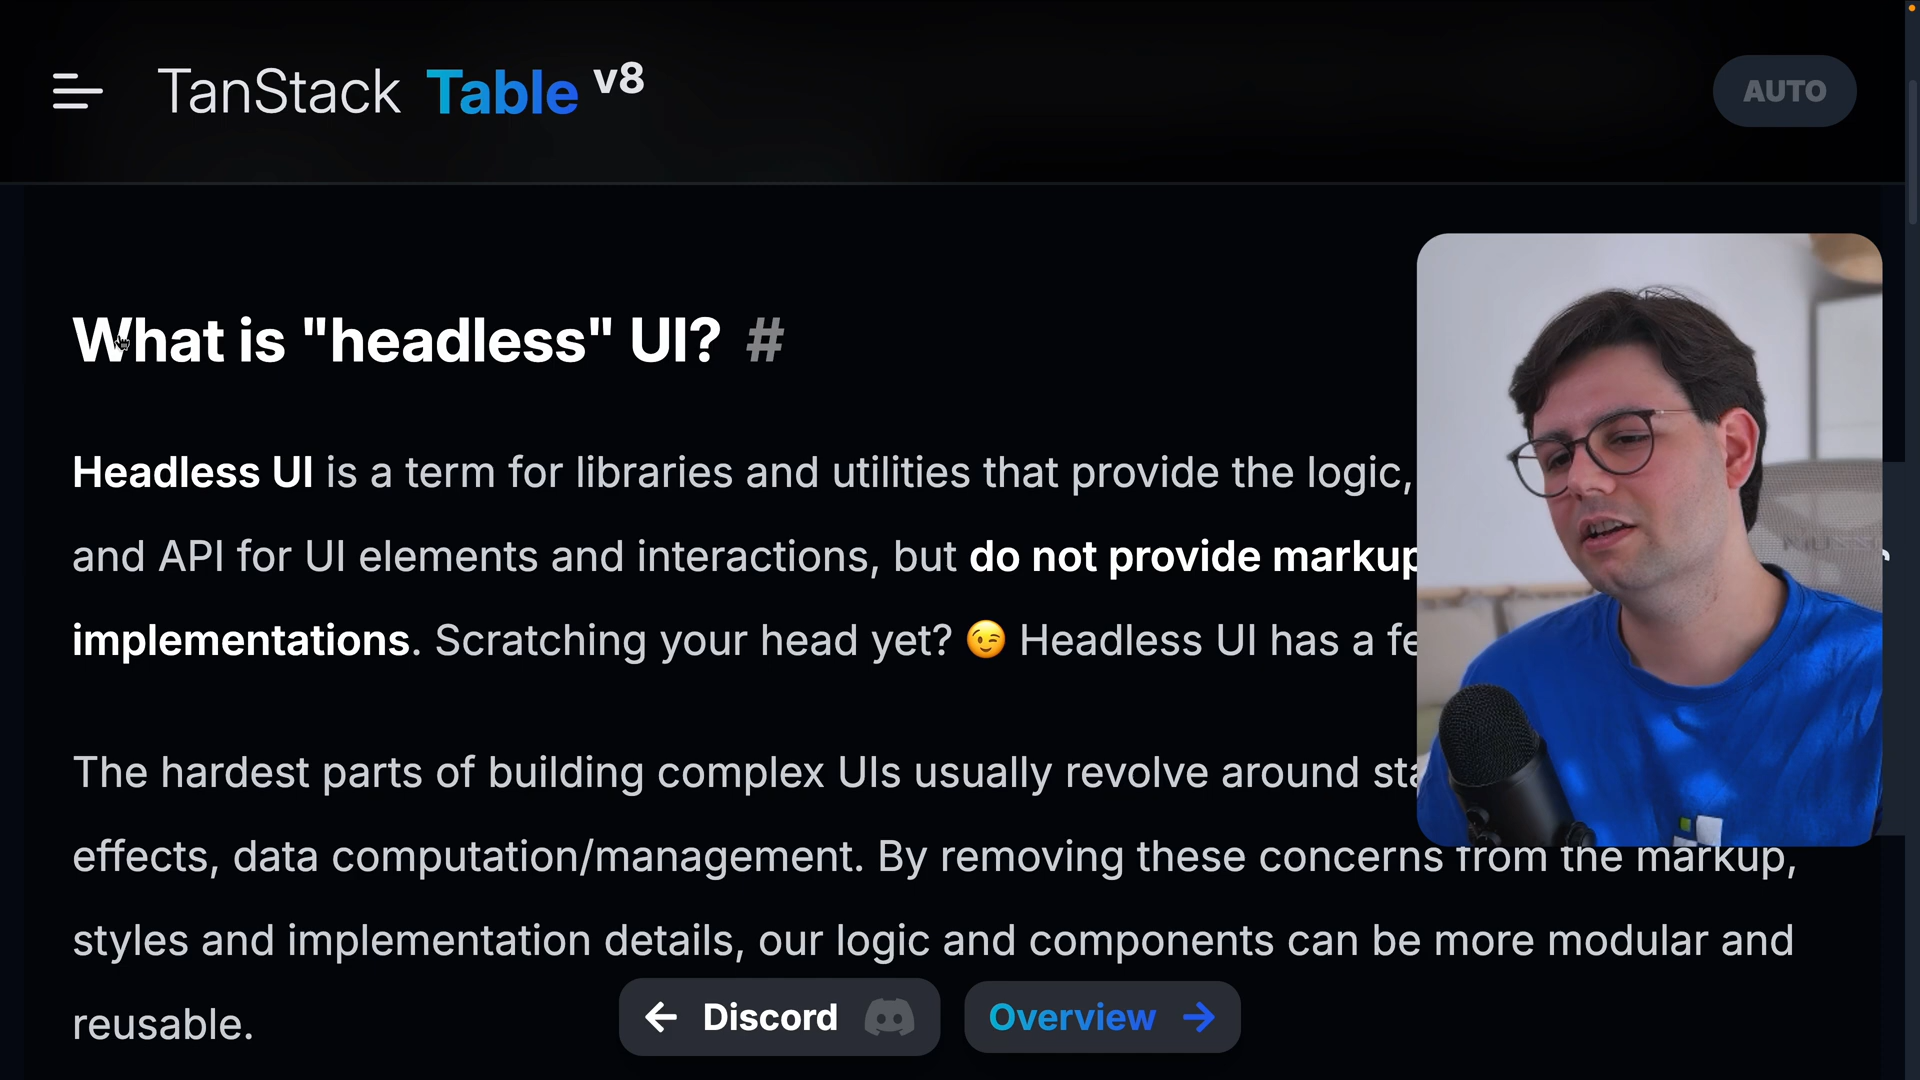 TanStack Table v8
AUTO
What is "headless" UI? #
Headless UI is a term for libraries and utilities that provide the logic,
and API for UI elements and interactions, but do not provide markup
implementations. Scratching your head yet? 😉 Headless UI has a fe
The hardest parts of building complex UIs usually revolve around sta
effects, data computation/management. By removing these concerns from the markup,
styles and implementation details, our logic and components can be more modular and
reusable.
← Discord
Overview →